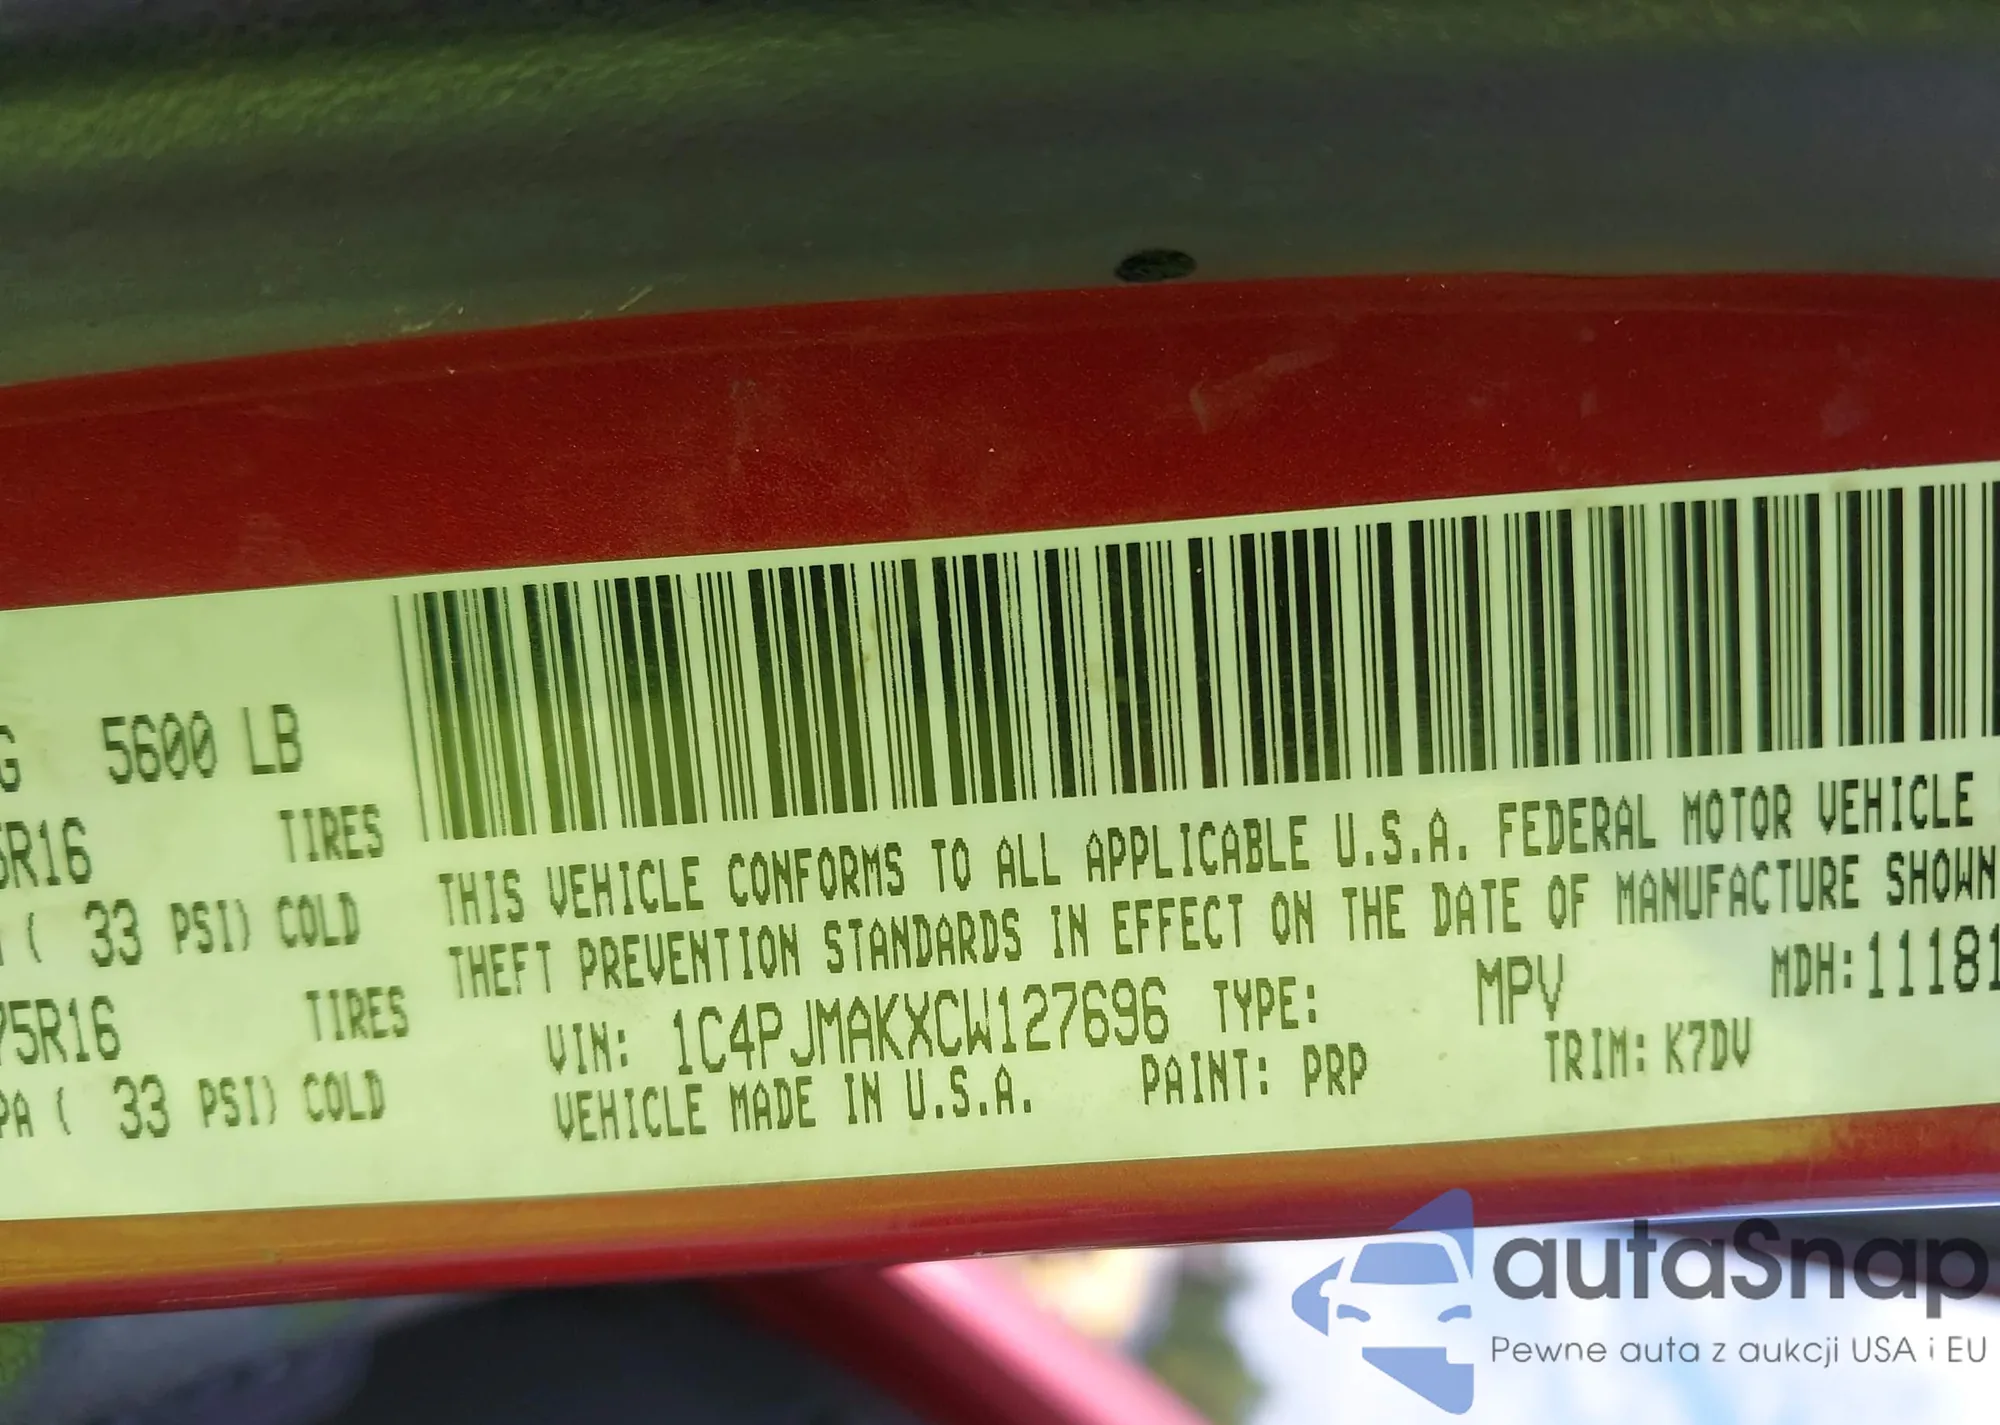 G 5600 LB
5R16 TIRES
( 33 PSI) COLD
75R16 TIRES
PA ( 33 PSI) COLD
THIS VEHICLE CONFORMS TO ALL APPLICABLE U.S.A. FEDERAL MOTOR VEHICLE
THEFT PREVENTION STANDARDS IN EFFECT ON THE DATE OF MANUFACTURE SHOWN
VIN: 1C4PJMAKXCW127696 TYPE: MPV MDH:11181
VEHICLE MADE IN U.S.A. PAINT: PRP TRIM: K7DV
autaSnap
Pewne auta z aukcji USA i EU